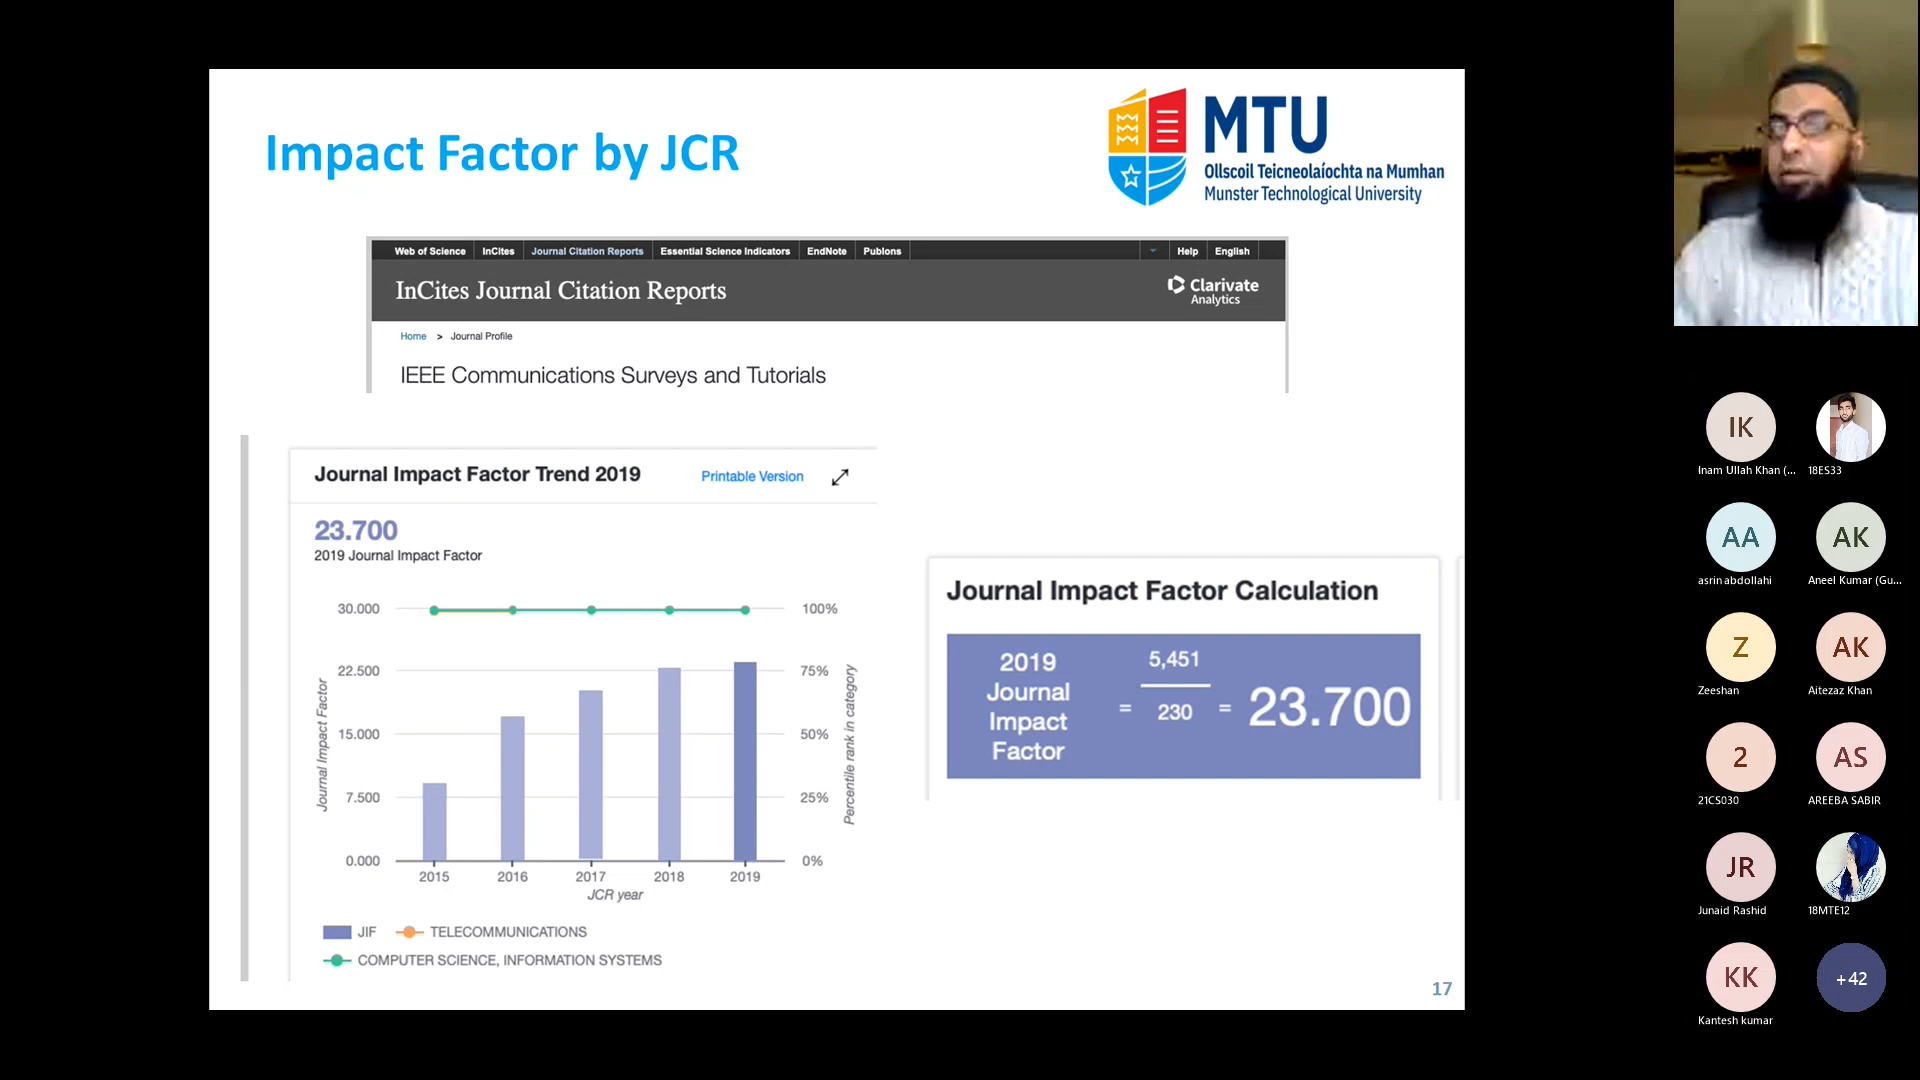 Impact Factor by JCR
MTU
Ollscoil Teicneolaíochta na Mumhan
Munster Technological University
Web of Science InCites Journal Citation Reports Essential Science Indicators EndNote Publons Help English
InCites Journal Citation Reports
Clarivate
Analytics
Home > Journal Profile
IEEE Communications Surveys and Tutorials
Journal Impact Factor Trend 2019 Printable Version
23.700
2019 Journal Impact Factor
30.000 100%
22.500 75%
15.000 50%
7.500 25%
0.000 0%
Journal Impact Factor
Percentile rank in category
2015 2016 2017 2018 2019
JCR year
JIF TELECOMMUNICATIONS
COMPUTER SCIENCE, INFORMATION SYSTEMS
Journal Impact Factor Calculation
2019
Journal
Impact
Factor
=
5,451
230
= 23.700
17
IK
Inam Ullah Khan (... 18ES33
AA AK
asrin abdollahi Aneel Kumar (Gu...
Z AK
Zeeshan Aitezaz Khan
2 AS
21CS030 AREEBA SABIR
JR
Junaid Rashid 18MTE12
KK +42
Kantesh kumar